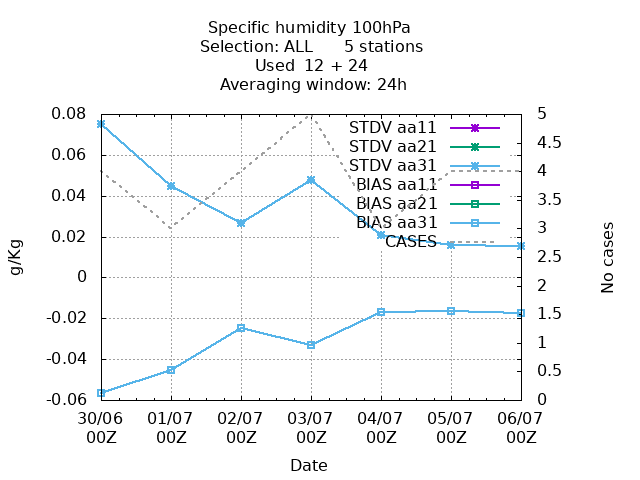 Specific humidity 100hPa
Selection: ALL      5 stations
Used  12 + 24
Averaging window: 24h
0.08
0.06
0.04
0.02
0
-0.02
-0.04
-0.06
g/Kg
5
4.5
4
3.5
3
2.5
2
1.5
1
0.5
0
No cases
STDV aa11
STDV aa21
STDV aa31
BIAS aa11
BIAS aa21
BIAS aa31
CASES
30/06 01/07 02/07 03/07 04/07 05/07 06/07
00Z 00Z 00Z 00Z 00Z 00Z 00Z
Date